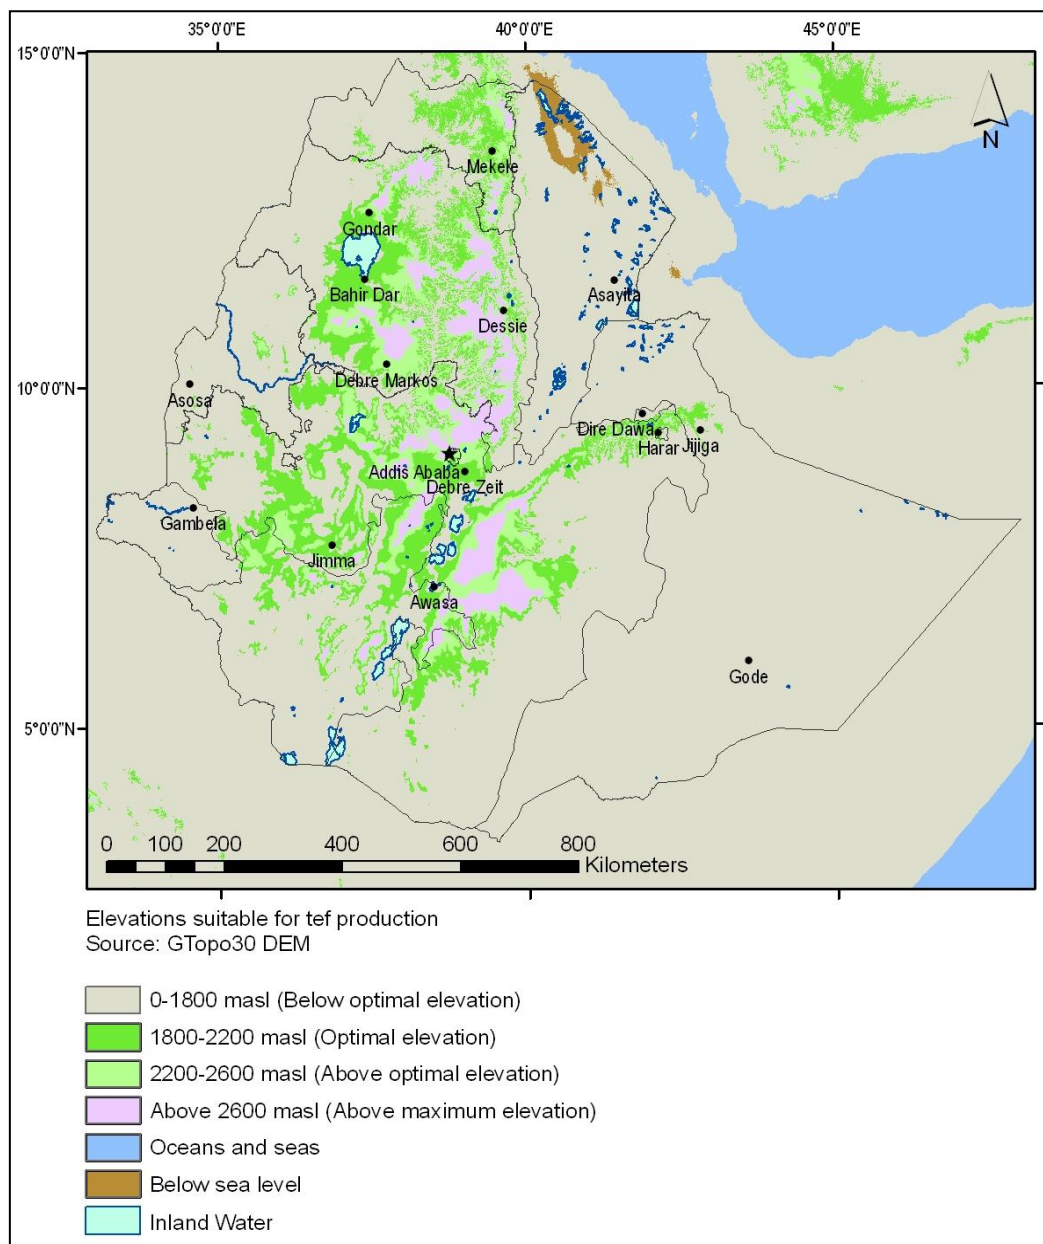 35°0'0"E 40°0'0"E 45°0'0"E
15°0'0"N
N
Mekele
Gondar
Bahir Dar
Asayita
Dessie
Debre Markos
10°0'0"N
Asosa
Dire Dawa
Harar
Jijiga
Addis Ababa
Debre Zeit
Gambela
Jimma
Awasa
Gode
5°0'0"N
0 100 200 400 600 800
Kilometers
Elevations suitable for tef production
Source: GTopo30 DEM
0-1800 masl (Below optimal elevation)
1800-2200 masl (Optimal elevation)
2200-2600 masl (Above optimal elevation)
Above 2600 masl (Above maximum elevation)
Oceans and seas
Below sea level
Inland Water